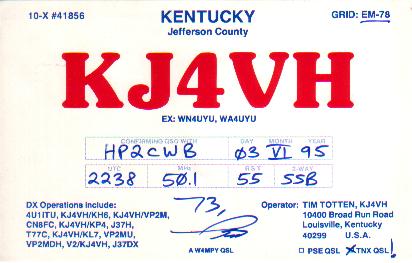 10-X #41856 KENTUCKY GRID: EM-78
Jefferson County
KJ4VH
EX: WN4UYU, WA4UYU
CONFIRMING QSO WITH DAY MONTH YEAR
HP2CWB 03 VI 95
UTC MHz RST 2-WAY
2238 50.1 55 SSB
DX Operations include:
4U1ITU, KJ4VH/KH6, KJ4VH/VP2M,
CN8FC, KJ4VH/KP4, J37H,
T77C, KJ4VH/KL7, VP2MU,
VP2MDH, V2/KJ4VH, J37DX
73,
A W4MPY QSL
Operator: TIM TOTTEN, KJ4VH
10400 Broad Run Road
Louisville, Kentucky
40299 U.S.A.
PSE QSL TNX QSL!